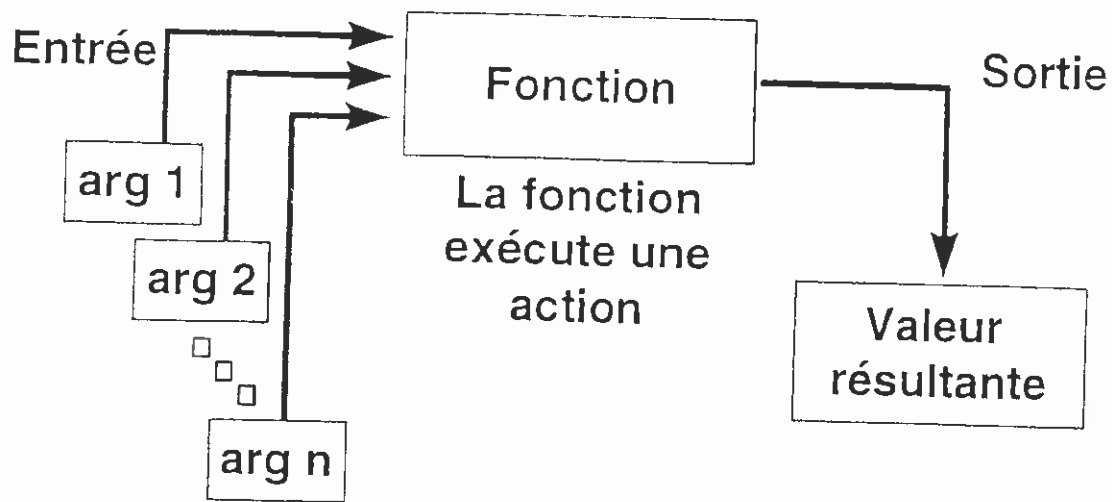 Entrée
Fonction
Sortie
arg 1
La fonction
exécute une
action
arg 2
Valeur
résultante
arg n